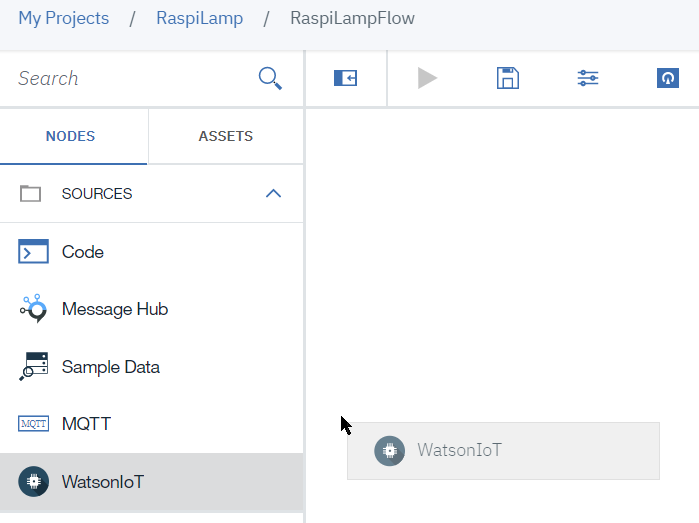 My Projects / RaspiLamp / RaspiLampFlow
Search
NODES ASSETS
SOURCES
Code
Message Hub
Sample Data
MQTT MQTT
WatsonIoT
WatsonIoT